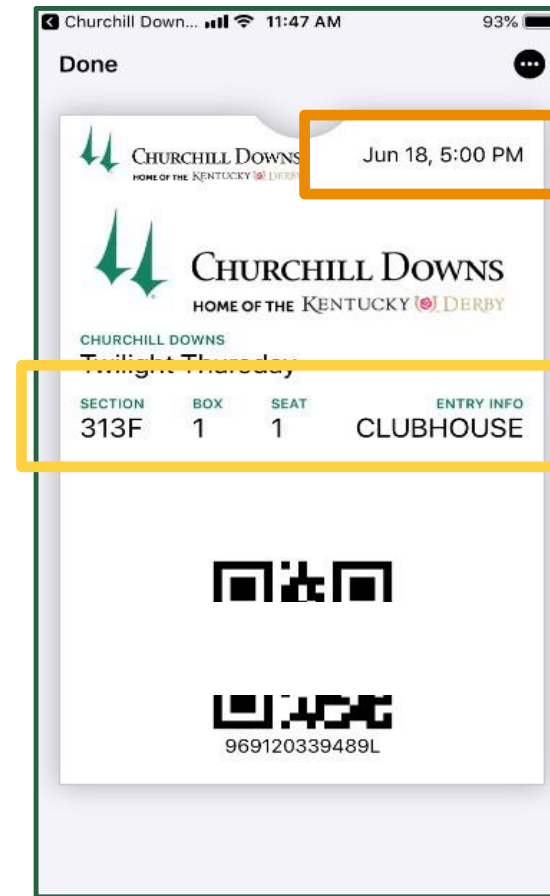 Churchill Down... 11:47 AM 93%
Done
CHURCHILL DOWNS Jun 18, 5:00 PM
HOME OF THE KENTUCKY DERBY
CHURCHILL DOWNS
HOME OF THE KENTUCKY DERBY
CHURCHILL DOWNS
Twilight Thursday
SECTION BOX SEAT ENTRY INFO
313F 1 1 CLUBHOUSE
969120339489L